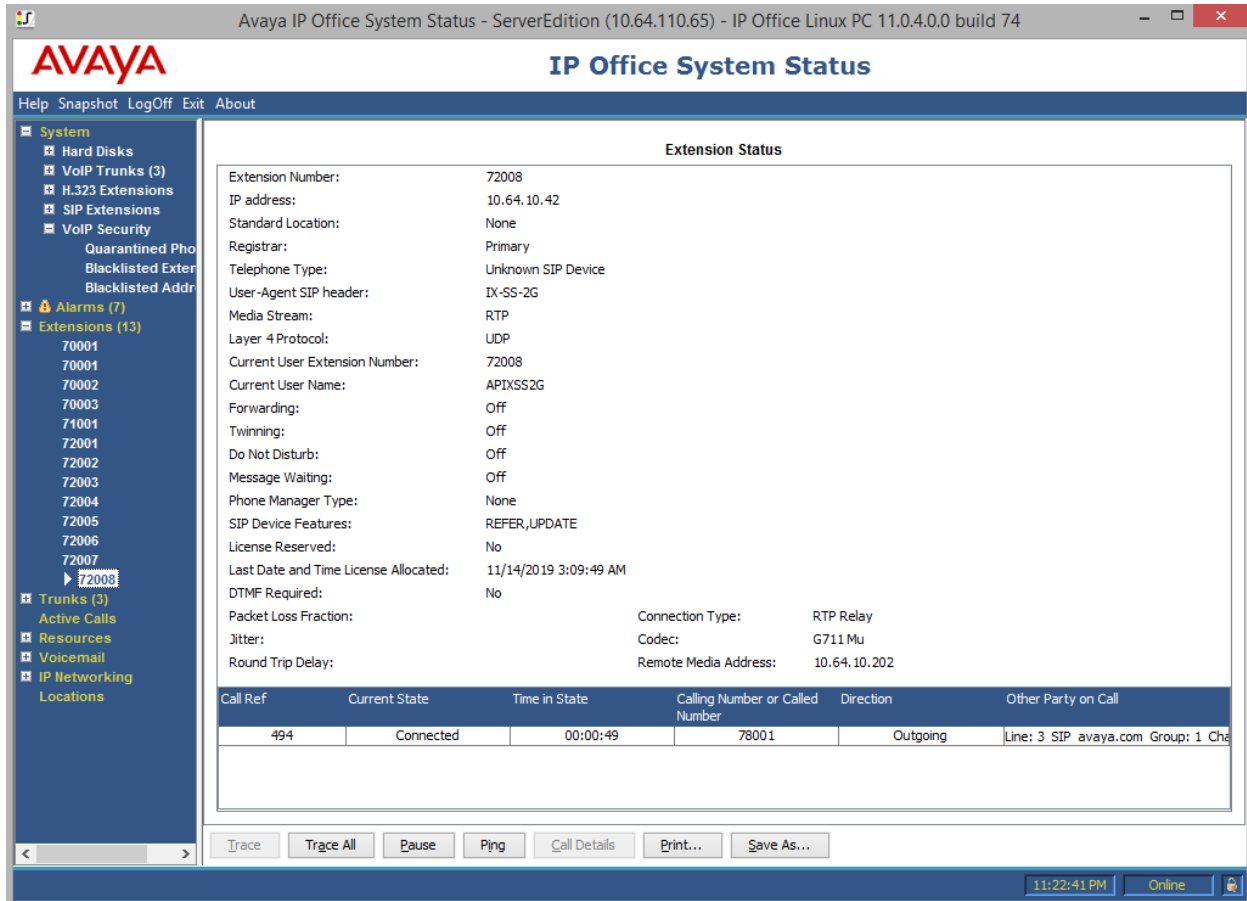 Avaya IP Office System Status - ServerEdition (10.64.110.65) - IP Office Linux PC 11.0.4.0.0 build 74
AVAYA
IP Office System Status
Help Snapshot LogOff Exit About
System
Hard Disks
VoIP Trunks (3)
H.323 Extensions
SIP Extensions
VoIP Security
Quarantined Pho
Blacklisted Exten
Blacklisted Addr
Alarms (7)
Extensions (13)
70001
70001
70002
70003
71001
72001
72002
72003
72004
72005
72006
72007
72008
Trunks (3)
Active Calls
Resources
Voicemail
IP Networking
Locations
Extension Status
Extension Number: 72008
IP address: 10.64.10.42
Standard Location: None
Registrar: Primary
Telephone Type: Unknown SIP Device
User-Agent SIP header: IX-SS-2G
Media Stream: RTP
Layer 4 Protocol: UDP
Current User Extension Number: 72008
Current User Name: APIXSS2G
Forwarding: Off
Twinning: Off
Do Not Disturb: Off
Message Waiting: Off
Phone Manager Type: None
SIP Device Features: REFER,UPDATE
License Reserved: No
Last Date and Time License Allocated: 11/14/2019 3:09:49 AM
DTMF Required: No
Packet Loss Fraction: Connection Type: RTP Relay
Jitter: Codec: G711 Mu
Round Trip Delay: Remote Media Address: 10.64.10.202
Call Ref Current State Time in State Calling Number or Called Number Direction Other Party on Call
494 Connected 00:00:49 78001 Outgoing Line: 3 SIP avaya.com Group: 1 Cha
Trace Trace All Pause Ping Call Details Print... Save As...
11:22:41 PM Online